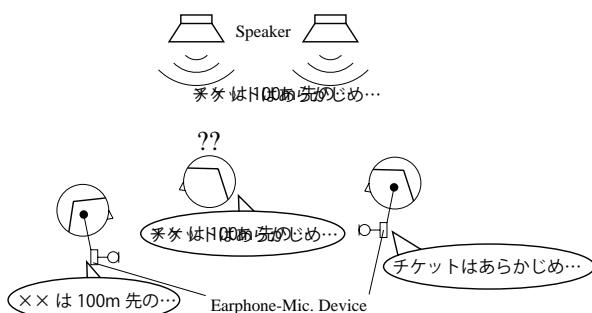 Speaker
??
チケットはあらかじめ…
×× は 100m 先の…
Earphone-Mic. Device